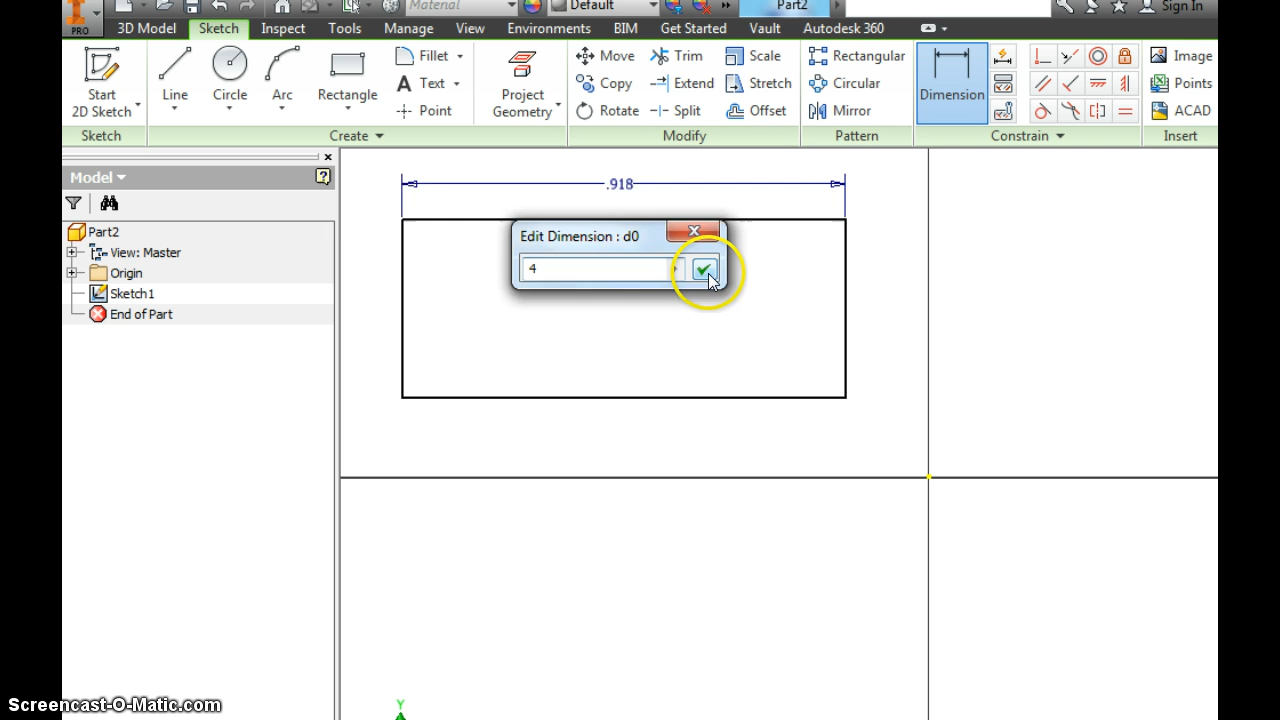 Material Default Part2 Sign In
PRO 3D Model Sketch Inspect Tools Manage View Environments BIM Get Started Vault Autodesk 360
Fillet Move Trim Scale Rectangular Image
Text Copy Extend Stretch Circular Points
Start Line Circle Arc Rectangle Project Dimension
2D Sketch Point Geometry Rotate Split Offset Mirror ACAD
Sketch Create Modify Pattern Constrain Insert
Model
.918
Part2
Edit Dimension : d0
View: Master
Origin
4
Sketch1
End of Part
Y
Screencast-O-Matic.com